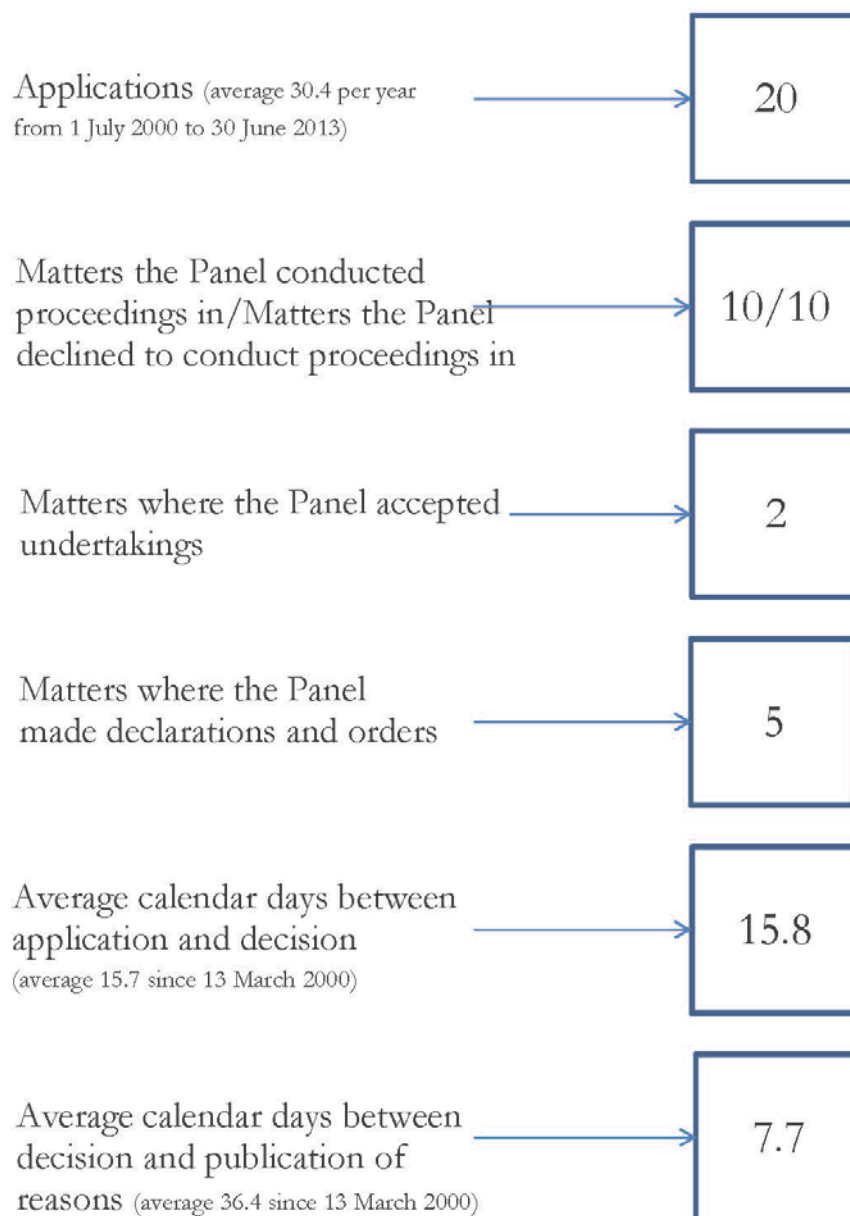 Applications (average 30.4 per year
from 1 July 2000 to 30 June 2013)
20
Matters the Panel conducted
proceedings in/Matters the Panel
declined to conduct proceedings in
10/10
Matters where the Panel accepted
undertakings
2
Matters where the Panel
made declarations and orders
5
Average calendar days between
application and decision
(average 15.7 since 13 March 2000)
15.8
Average calendar days between
decision and publication of
reasons (average 36.4 since 13 March 2000)
7.7